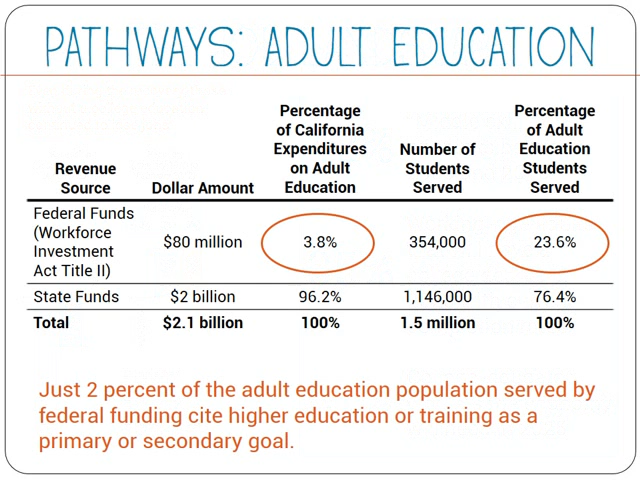 PATHWAYS: ADULT EDUCATION
Revenue
Source
Dollar Amount
Percentage
of California
Expenditures
on Adult
Education
Number of
Students
Served
Percentage
of Adult
Education
Students
Served
Federal Funds
(Workforce
Investment
Act Title II)
$80 million
3.8%
354,000
23.6%
State Funds
$2 billion
96.2%
1,146,000
76.4%
Total
$2.1 billion
100%
1.5 million
100%
Just 2 percent of the adult education population served by
federal funding cite higher education or training as a
primary or secondary goal.